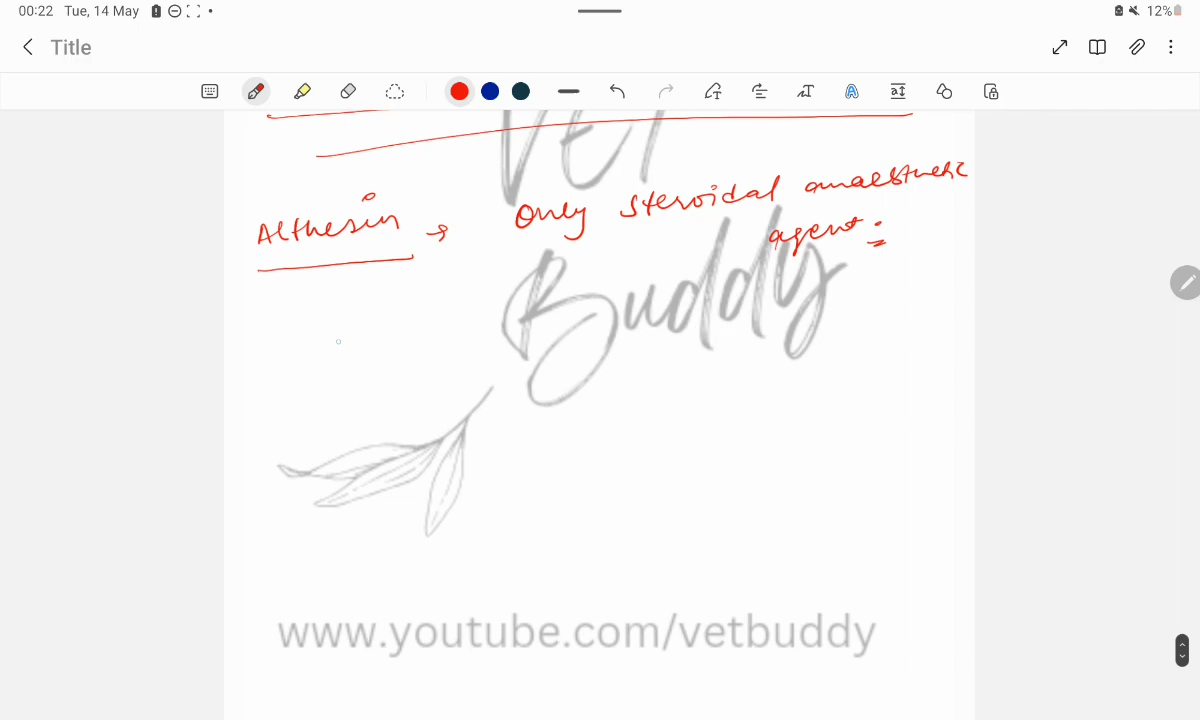 00:22 Tue, 14 May 12%
Title
Vet
Althesin → Only steroidal anaesthetic
agent.
Buddy
www.youtube.com/vetbuddy